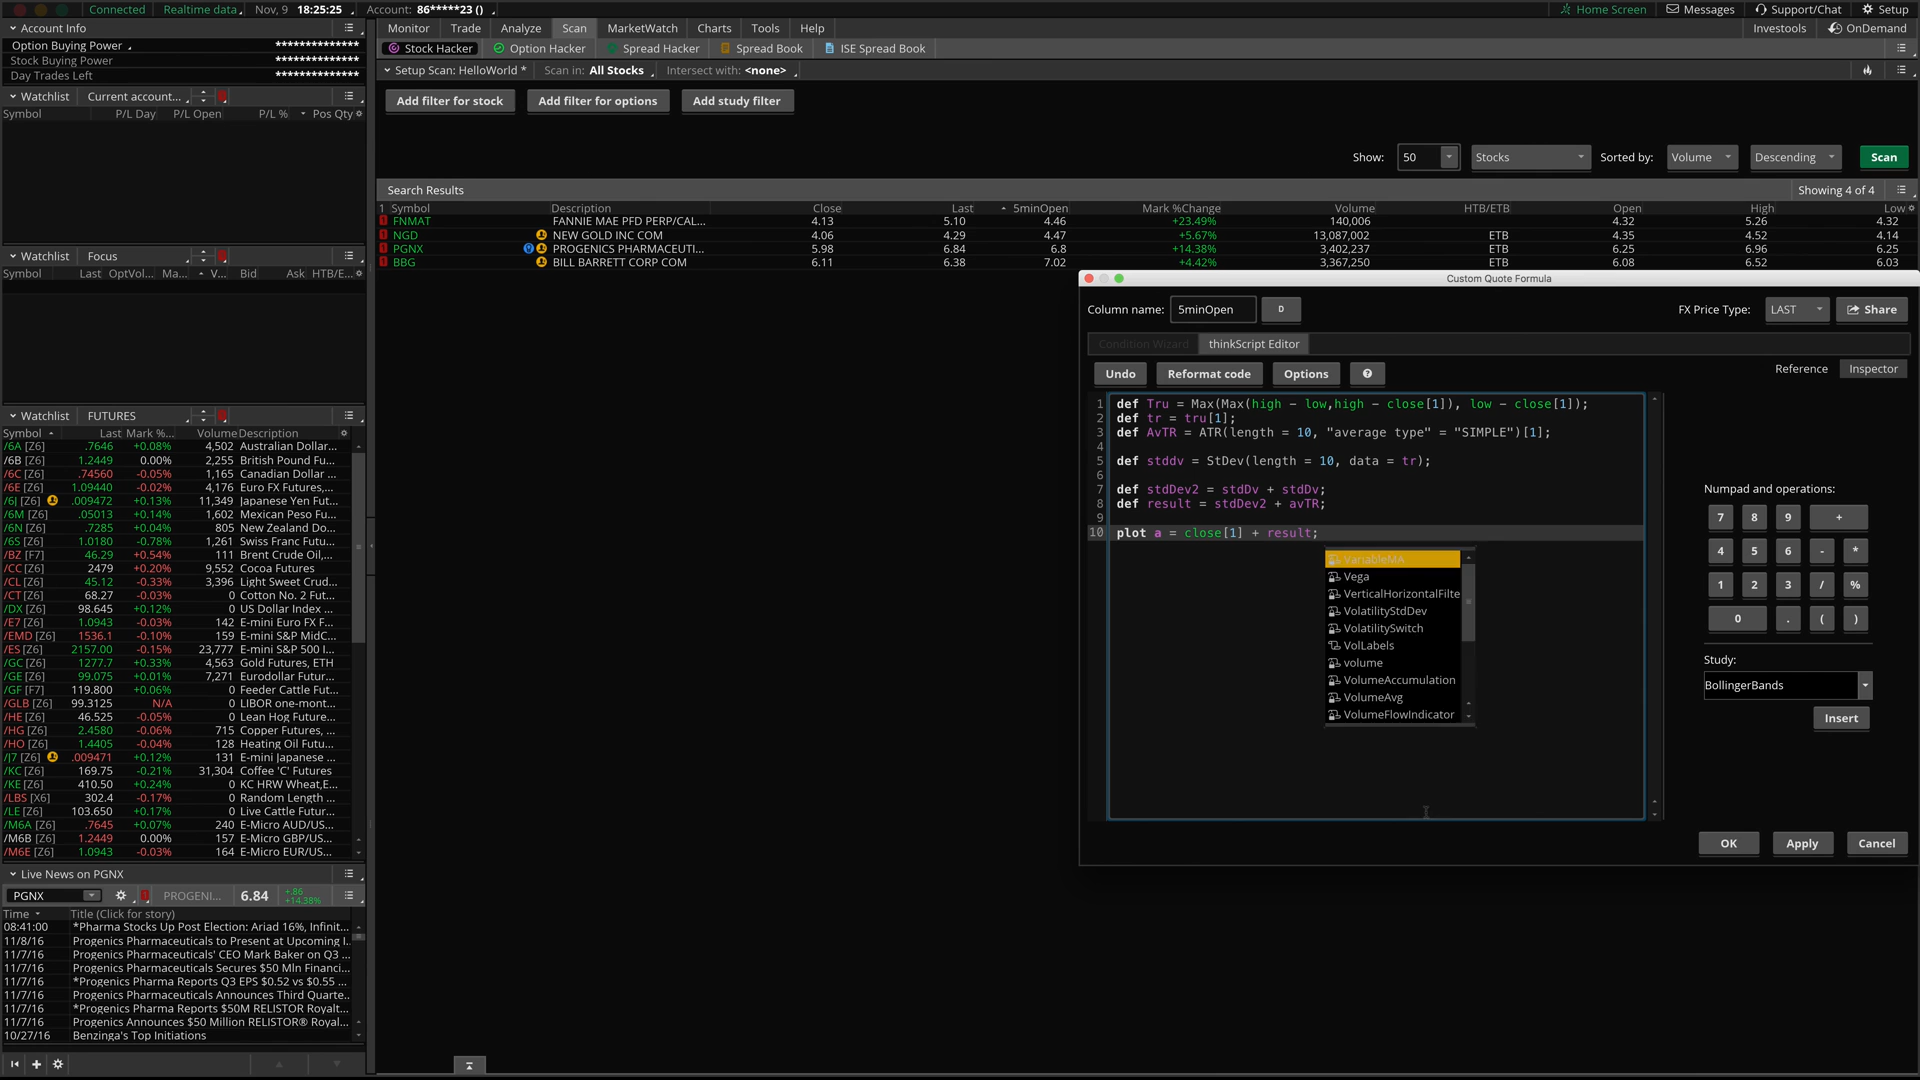 Connected Realtime data Nov, 9 18:25:25 Account: 86*****23 () Home Screen Messages Support/Chat Setup
Account Info
Option Buying Power **************
Stock Buying Power **************
Day Trades Left **************
Monitor Trade Analyze Scan MarketWatch Charts Tools Help Investools OnDemand
Stock Hacker Option Hacker Spread Hacker Spread Book ISE Spread Book
Setup Scan: HelloWorld * Scan in: All Stocks Intersect with: <none>
Add filter for stock Add filter for options Add study filter
Show: 50 Stocks Sorted by: Volume Descending Scan
Search Results Showing 4 of 4
1 Symbol Description Close Last 5minOpen Mark %Change Volume HTB/ETB Open High Low
FNMAT FANNIE MAE PFD PERP/CAL... 4.13 5.10 4.46 +23.49% 140,006 4.32 5.26 4.32
NGD NEW GOLD INC COM 4.06 4.29 4.47 +5.67% 13,087,002 ETB 4.35 4.52 4.14
PGNX PROGENICS PHARMACEUTI... 5.98 6.84 6.8 +14.38% 3,402,237 ETB 6.25 6.96 6.25
BBG BILL BARRETT CORP COM 6.11 6.38 7.02 +4.42% 3,367,250 ETB 6.08 6.52 6.03
Watchlist Current account...
Symbol P/L Day P/L Open P/L % Pos Qty
Watchlist Focus
Symbol Last OptVol... Ma... V... Bid Ask HTB/E...
Watchlist FUTURES
Symbol Last Mark %... Volume Description
/6A [Z6] .7646 +0.08% 4,502 Australian Dollar...
/6B [Z6] 1.2449 0.00% 2,255 British Pound Fu...
/6C [Z6] .74560 -0.05% 1,165 Canadian Dollar ...
/6E [Z6] 1.09440 -0.02% 4,176 Euro FX Futures,...
/6J [Z6] .009472 +0.13% 11,349 Japanese Yen Fut...
/6M [Z6] .05013 +0.14% 1,602 Mexican Peso Fu...
/6N [Z6] .7285 +0.04% 805 New Zealand Do...
/6S [Z6] 1.0180 -0.78% 1,261 Swiss Franc Futu...
/BZ [F7] 46.29 +0.54% 111 Brent Crude Oil,...
/CC [Z6] 2479 +0.20% 9,552 Cocoa Futures
/CL [Z6] 45.12 -0.33% 3,396 Light Sweet Crud...
/CT [Z6] 68.27 -0.03% 0 Cotton No. 2 Fut...
/DX [Z6] 98.645 +0.12% 0 US Dollar Index ...
/E7 [Z6] 1.0943 -0.03% 142 E-mini Euro FX F...
/EMD [Z6] 1536.1 -0.10% 159 E-mini S&P MidC...
/ES [Z6] 2157.00 -0.15% 23,777 E-mini S&P 500 I...
/GC [Z6] 1277.7 +0.33% 4,563 Gold Futures, ETH
/GE [Z6] 99.075 +0.01% 7,271 Eurodollar Futur...
/GF [F7] 119.800 +0.06% 0 Feeder Cattle Fut...
/GLB [Z6] 99.3125 N/A 0 LIBOR one-mont...
/HE [Z6] 46.525 -0.05% 0 Lean Hog Future...
/HG [Z6] 2.4580 -0.06% 715 Copper Futures, ...
/HO [Z6] 1.4405 -0.04% 128 Heating Oil Futu...
/J7 [Z6] .009471 +0.12% 131 E-mini Japanese ...
/KC [Z6] 169.75 -0.21% 31,304 Coffee 'C' Futures
/KE [Z6] 410.50 +0.24% 0 KC HRW Wheat,E...
/LBS [X6] 302.4 -0.17% 0 Random Length ...
/LE [Z6] 103.650 +0.17% 0 Live Cattle Futur...
/M6A [Z6] .7645 +0.07% 240 E-Micro AUD/US...
/M6B [Z6] 1.2449 0.00% 157 E-Micro GBP/US...
/M6E [Z6] 1.0943 -0.03% 164 E-Micro EUR/US...
Live News on PGNX
PGNX PROGENI... 6.84 +.86 +14.38%
Time Title (Click for story)
08:41:00 *Pharma Stocks Up Post Election: Ariad 16%, Infinit...
11/8/16 Progenics Pharmaceuticals to Present at Upcoming I...
11/7/16 Progenics Pharmaceuticals' CEO Mark Baker on Q3 ...
11/7/16 Progenics Pharmaceuticals Secures $50 Mln Financi...
11/7/16 *Progenics Pharma Reports Q3 EPS $0.52 vs $0.55 ...
11/7/16 Progenics Pharmaceuticals Announces Third Quarte...
11/7/16 *Progenics Pharma Reports $50M RELISTOR Royalt...
11/7/16 Progenics Announces $50 Million RELISTOR® Royal...
10/27/16 Benzinga's Top Initiations
Custom Quote Formula
Column name: 5minOpen D FX Price Type: LAST Share
Condition Wizard thinkScript Editor
Undo Reformat code Options Reference Inspector
1 def Tru = Max(Max(high - low,high - close[1]), low - close[1]);
2 def tr = tru[1];
3 def AvTR = ATR(length = 10, "average type" = "SIMPLE")[1];
4
5 def stddv = StDev(length = 10, data = tr);
6
7 def stdDev2 = stdDv + stdDv;
8 def result = stdDev2 + avTR;
9
10 plot a = close[1] + result;
VariableMA
Vega
VerticalHorizontalFilte
VolatilityStdDev
VolatilitySwitch
VolLabels
volume
VolumeAccumulation
VolumeAvg
VolumeFlowIndicator
Numpad and operations:
7 8 9 +
4 5 6 - *
1 2 3 / %
0 . ( )
Study:
BollingerBands
Insert
OK Apply Cancel